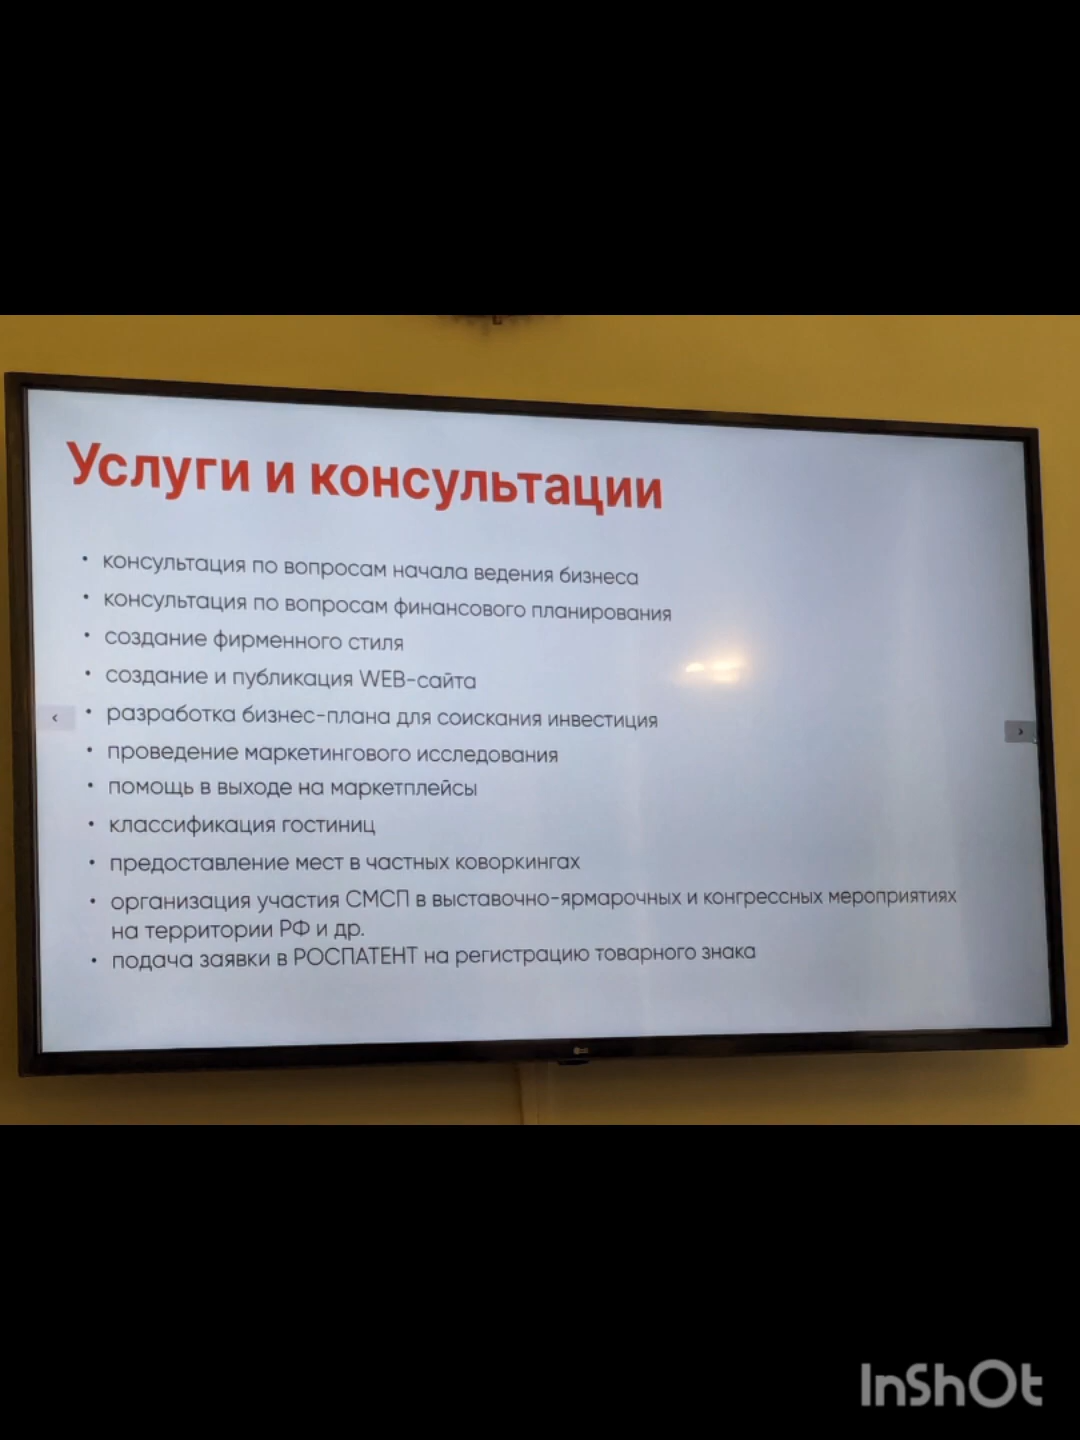 Услуги и консультации
• консультация по вопросам начала ведения бизнеса
• консультация по вопросам финансового планирования
• создание фирменного стиля
• создание и публикация WEB-сайта
• разработка бизнес-плана для соискания инвестиция
• проведение маркетингового исследования
• помощь в выходе на маркетплейсы
• классификация гостиниц
• предоставление мест в частных коворкингах
• организация участия СМСП в выставочно-ярмарочных и конгрессных мероприятиях
на территории РФ и др.
• подача заявки в РОСПАТЕНТ на регистрацию товарного знака
LG
InShOt